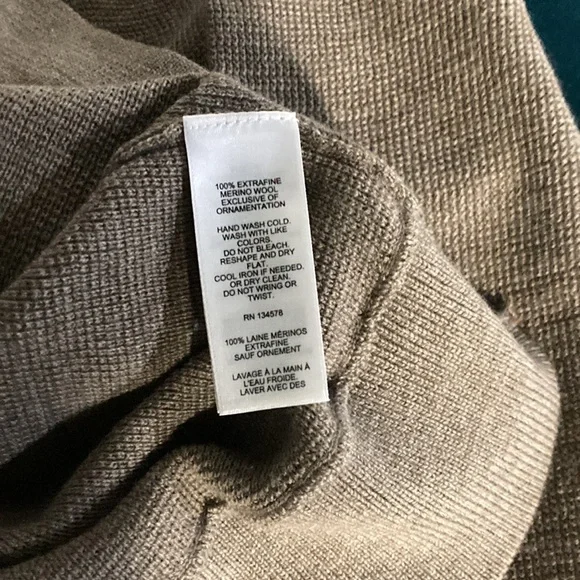 100% EXTRAFINE
MERINO WOOL
EXCLUSIVE OF
ORNAMENTATION
HAND WASH COLD.
WASH WITH LIKE
COLORS.
DO NOT BLEACH.
RESHAPE AND DRY
FLAT.
COOL IRON IF NEEDED.
OR DRY CLEAN.
DO NOT WRING OR
TWIST.
RN 134578
100% LAINE MÉRINOS
EXTRAFINE
SAUF ORNEMENT
LAVAGE À LA MAIN À
L'EAU FROIDE.
LAVER AVEC DES